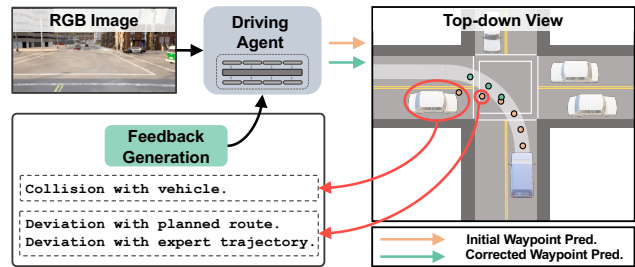 RGB Image
Driving
Agent
Top-down View
Feedback
Generation
Collision with vehicle.
Deviation with planned route.
Deviation with expert trajectory.
Initial Waypoint Pred.
Corrected Waypoint Pred.